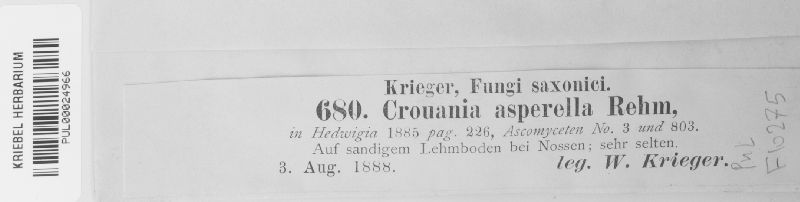 KRIEBEL HERBARIUM
PUL00024966
Krieger, Fungi saxonici.
680. Crouania asperella Rehm,
in Hedwigia 1885 pag. 226, Ascomyceten No. 3 und 803.
Auf sandigem Lehmboden bei Nossen; sehr selten.
3. Aug. 1888. leg. W. Krieger.
PUL
F10275